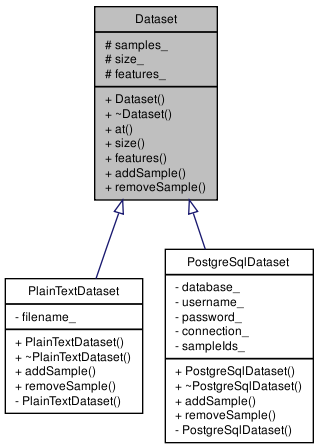 Dataset
# samples_
# size_
# features_
+ Dataset()
+ ~Dataset()
+ at()
+ size()
+ features()
+ addSample()
+ removeSample()
PlainTextDataset
- filename_
+ PlainTextDataset()
+ ~PlainTextDataset()
+ addSample()
+ removeSample()
- PlainTextDataset()
PostgreSqlDataset
- database_
- username_
- password_
- connection_
- sampleIds_
+ PostgreSqlDataset()
+ ~PostgreSqlDataset()
+ addSample()
+ removeSample()
- PostgreSqlDataset()